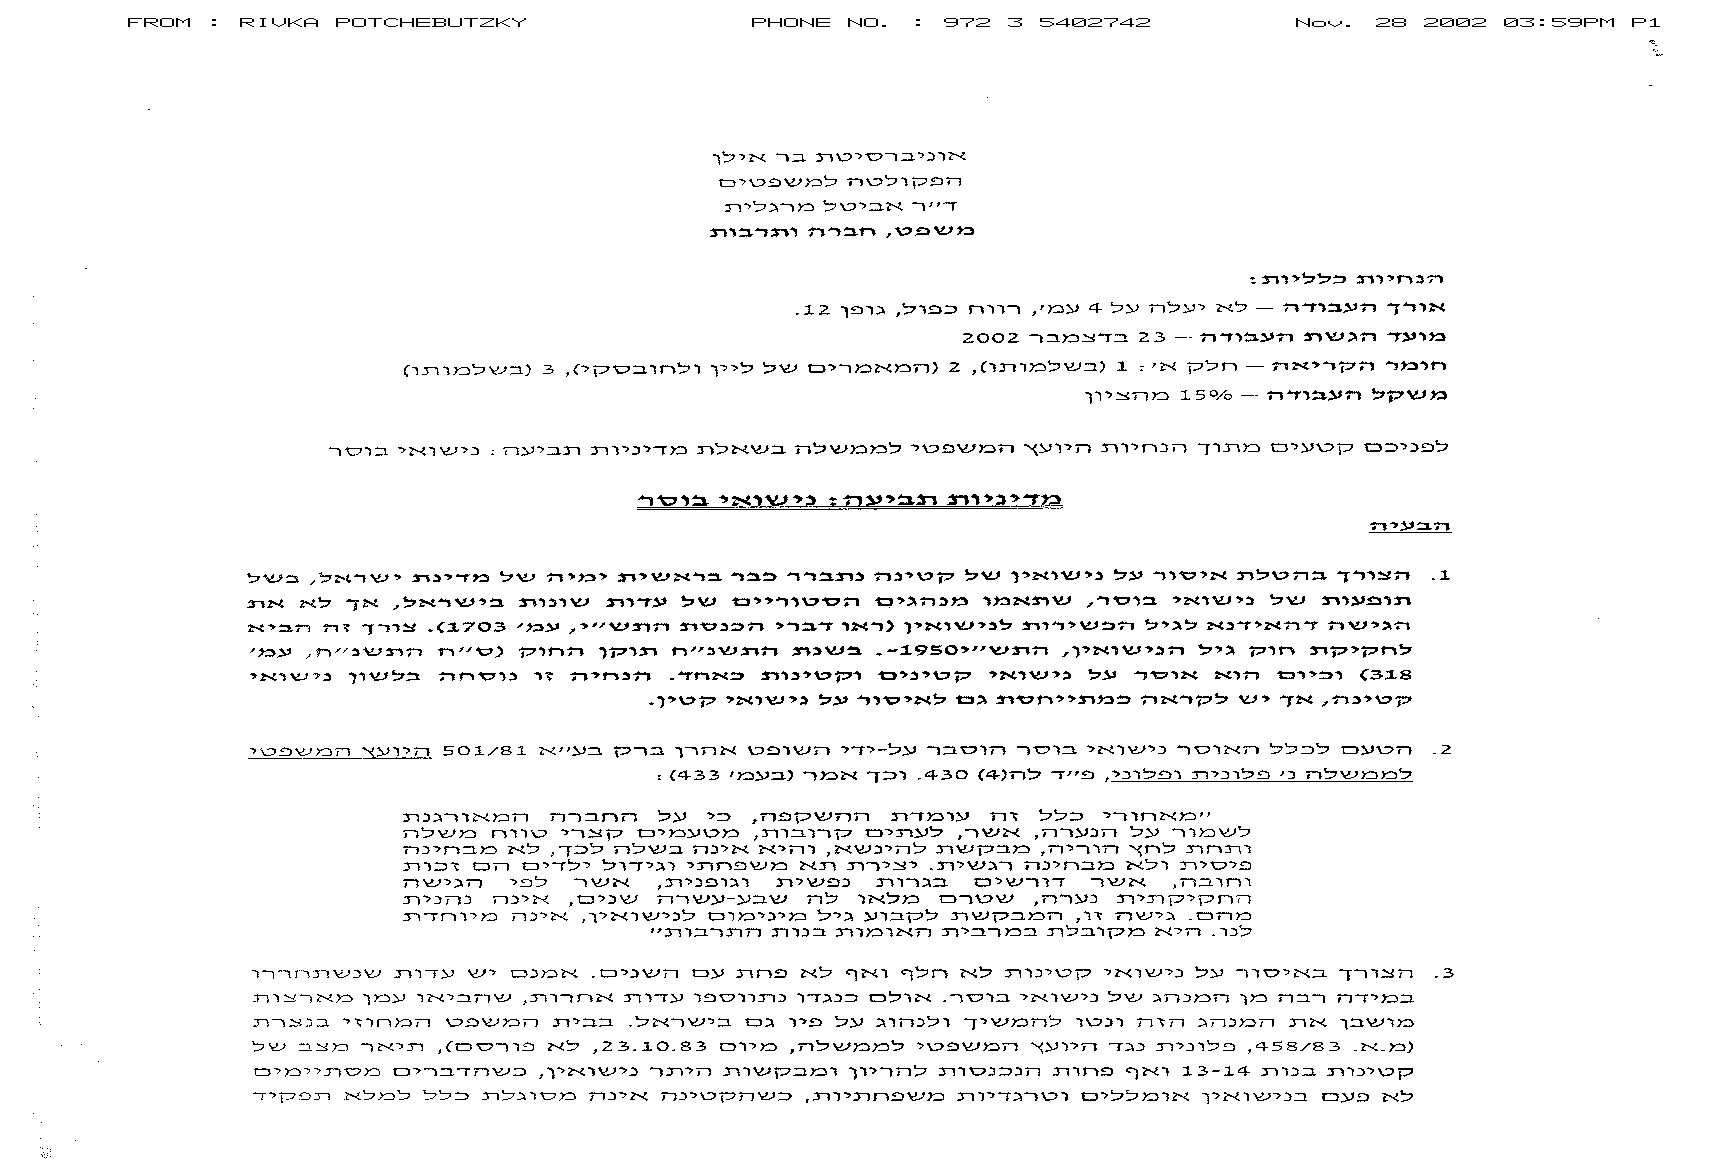 FROM : RIVKA POTCHEBUTZKY PHONE NO. : 972 3 5402742 Nov. 28 2002 03:59PM P1
אוניברסיטת בר אילן
הפקולטה למשפטים
ד״ר אביטל מרגלית
משפט, חברה ותרבות
הנחיות כלליות:
אורך העבודה – לא יעלה על 4 עמ׳, רווח כפול, גופן 12.
מועד הגשת העבודה – 23 בדצמבר 2002
חומר הקריאה – חלק א׳: 1 (בשלמותו), 2 (המאמרים של ליין ולחובסקי), 3 (בשלמותו)
משקל העבודה – 15% מהציון
לפניכם קטעים מתוך הנחיות היועץ המשפטי לממשלה בשאלת מדיניות תביעה: נישואי בוסר
מדיניות תביעה: נישואי בוסר
הבעיה
1. הצורך בהטלת איסור על נישואין של קטינה נתברר כבר בראשית ימיה של מדינת ישראל, בשל
תופעות של נישואי בוסר, שתאמו מנהגים הסטוריים של עדות שונות בישראל, אך לא את
הגישה דהאידנא לגיל הכשירות לנישואין (ראו דברי הכנסת התש״י, עמ׳ 1703). צורך זה הביא
לחקיקת חוק גיל הנישואין, התש״י-1950. בשנת התשנ״ח תוקן החוק (ס״ח התשנ״ח, עמ׳
318) וכיום הוא אוסר על נישואי קטינים וקטינות כאחד. הנחיה זו נוסחה בלשון נישואי
קטינה, אך יש לקראה כמתייחסת גם לאיסור על נישואי קטין.
2. הטעם לכלל האוסר נישואי בוסר הוסבר על-ידי השופט אהרן ברק בע״א 501/81 היועץ המשפטי
לממשלה נ׳ פלונית ופלוני, פ״ד לה(4) 430. וכך אמר (בעמ׳ 433):
״מאחורי כלל זה עומדת ההשקפה, כי על החברה המאורגנת
לשמור על הנערה, אשר, לעתים קרובות, מטעמים קצרי טווח משלה
ותחת לחץ הוריה, מבקשת להינשא, והיא אינה בשלה לכך, לא מבחינה
פיסית ולא מבחינה רגשית. יצירת תא משפחתי וגידול ילדים הם זכות
וחובה, אשר דורשים בגרות נפשית וגופנית, אשר לפי הגישה
החקיקתית נערה, שטרם מלאו לה שבע-עשרה שנים, אינה נהנית
מהם. גישה זו, המבקשת לקבוע גיל מינימום לנישואין, אינה מיוחדת
לנו. היא מקובלת במרבית האומות בנות התרבות״
3. הצורך באיסור על נישואי קטינות לא חלף ואף לא פחת עם השנים. אמנם יש עדות שנשתחררו
במידה רבה מן המנהג של נישואי בוסר. אולם כנגדו נתווספו עדות אחרות, שהביאו עמן מארצות
מושבן את המנהג הזה ונטו להמשיך ולנהוג על פיו גם בישראל. בבית המשפט המחוזי בנצרת
(מ.א. 458/83, פלונית נגד היועץ המשפטי לממשלה, מיום 23.10.83, לא פורסם), תיאר מצב של
קטינות בנות 13-14 ואף פחות הנכנסות להריון ומבקשות היתר נישואין, כשהדברים מסתיימים
לא פעם בנישואין אומללים וטרגדיות משפחתיות, כשהקטינה אינה מסוגלת כלל למלא תפקיד